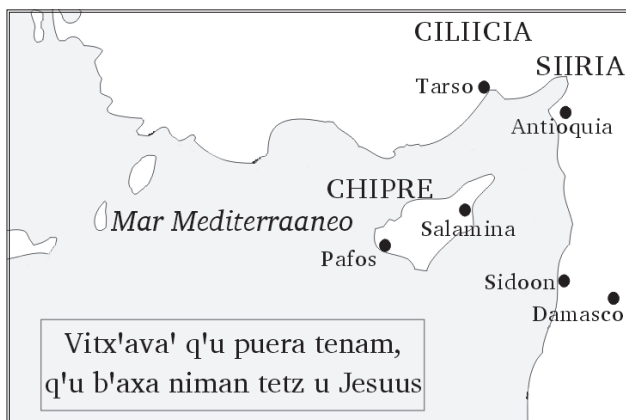 CILIICIA
SIIRIA
Tarso
Antioquia
CHIPRE
Mar Mediterraaneo
Salamina
Pafos
Sidoon
Damasco
Vitx'ava' q'u puera tenam,
q'u b'axa niman tetz u Jesuus